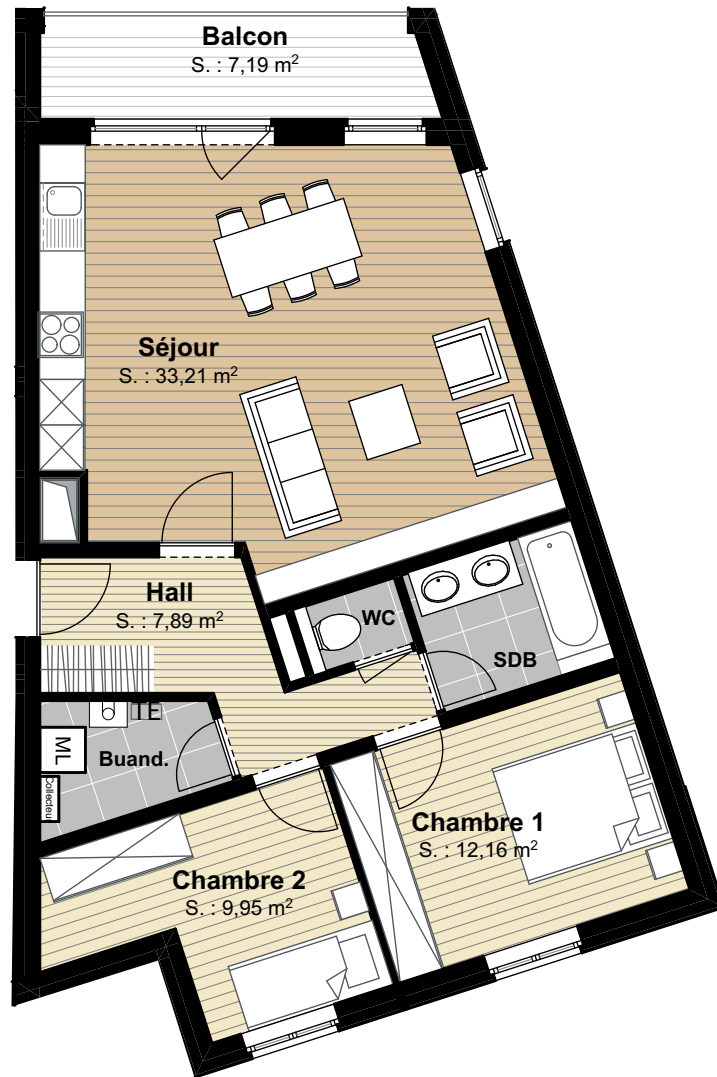 Balcon
S. : 7,19 m²
Séjour
S. : 33,21 m²
Hall
S. : 7,89 m²
WC
SDB
TE
ML
Buand.
Collecteu
Chambre 1
S. : 12,16 m²
Chambre 2
S. : 9,95 m²